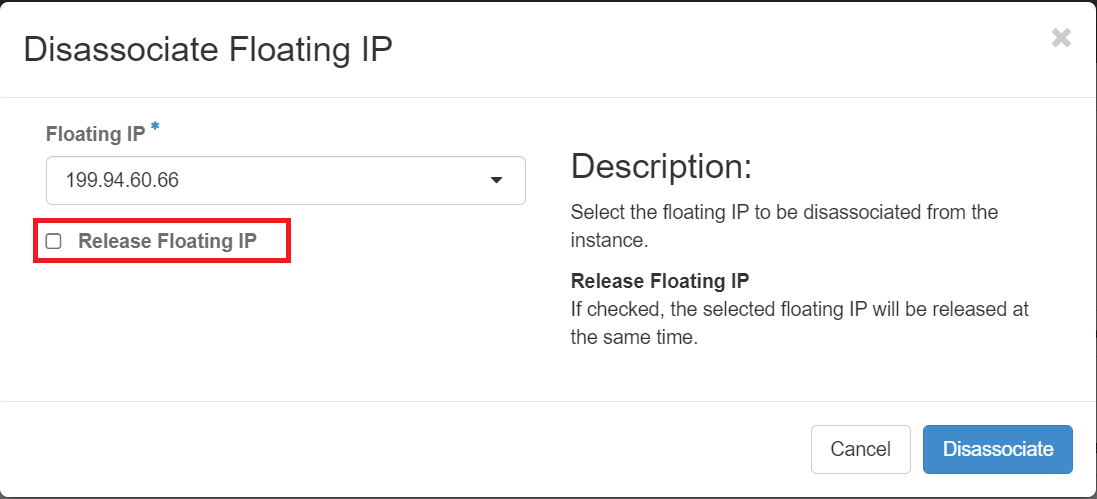 Disassociate Floating IP
×
Floating IP *
199.94.60.66
Release Floating IP
Description:
Select the floating IP to be disassociated from the
instance.
Release Floating IP
If checked, the selected floating IP will be released at
the same time.
Cancel
Disassociate